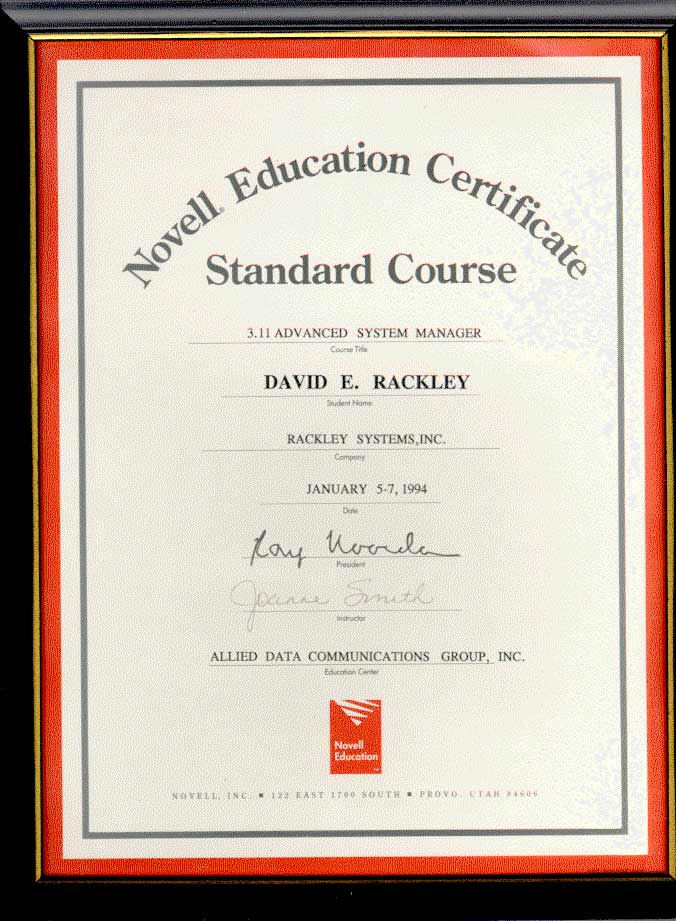 Novell® Education Certificate
Standard Course
3.11 ADVANCED SYSTEM MANAGER
Course Title
DAVID E. RACKLEY
Student Name
RACKLEY SYSTEMS,INC.
Company
JANUARY 5-7, 1994
Date
Ray Noorda
President
Joanne Smith
Instructor
ALLIED DATA COMMUNICATIONS GROUP, INC.
Education Center
Novell
Education
NOVELL, INC. ■ 122 EAST 1700 SOUTH ■ PROVO, UTAH 84606